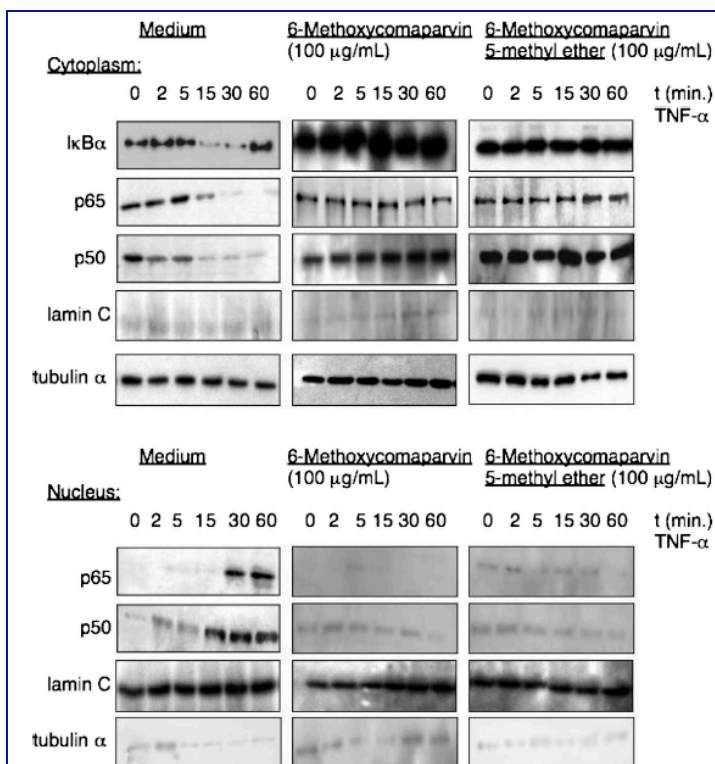 Medium 6-Methoxycomaparvin 6-Methoxycomaparvin
(100 μg/mL) 5-methyl ether (100 μg/mL)
Cytoplasm:
0 2 5 15 30 60 0 2 5 15 30 60 0 2 5 15 30 60 t (min.)
TNF-α
IκBα
p65
p50
lamin C
tubulin α
Medium 6-Methoxycomaparvin 6-Methoxycomaparvin
(100 μg/mL) 5-methyl ether (100 μg/mL)
Nucleus:
0 2 5 15 30 60 0 2 5 15 30 60 0 2 5 15 30 60 t (min.)
TNF-α
p65
p50
lamin C
tubulin α